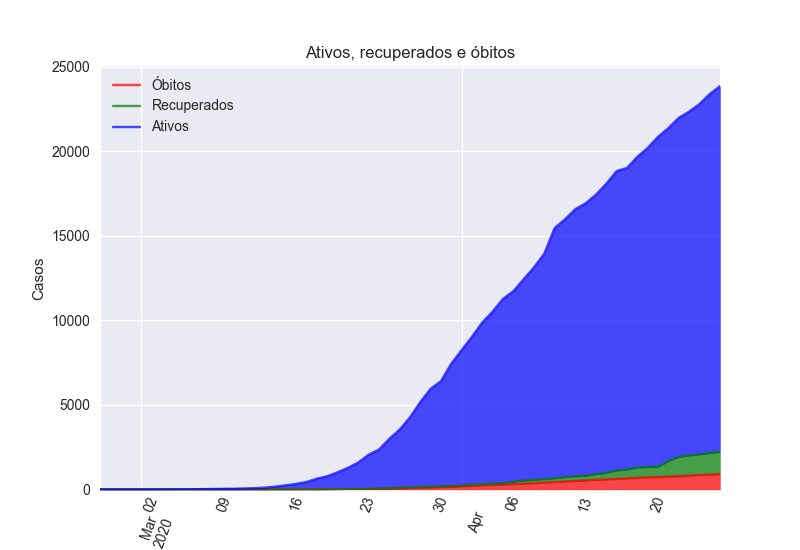 Ativos, recuperados e óbitos
Óbitos
Recuperados
Ativos
Casos
25000
20000
15000
10000
5000
0
02
Mar
2020
09
16
23
30
Apr
06
13
20